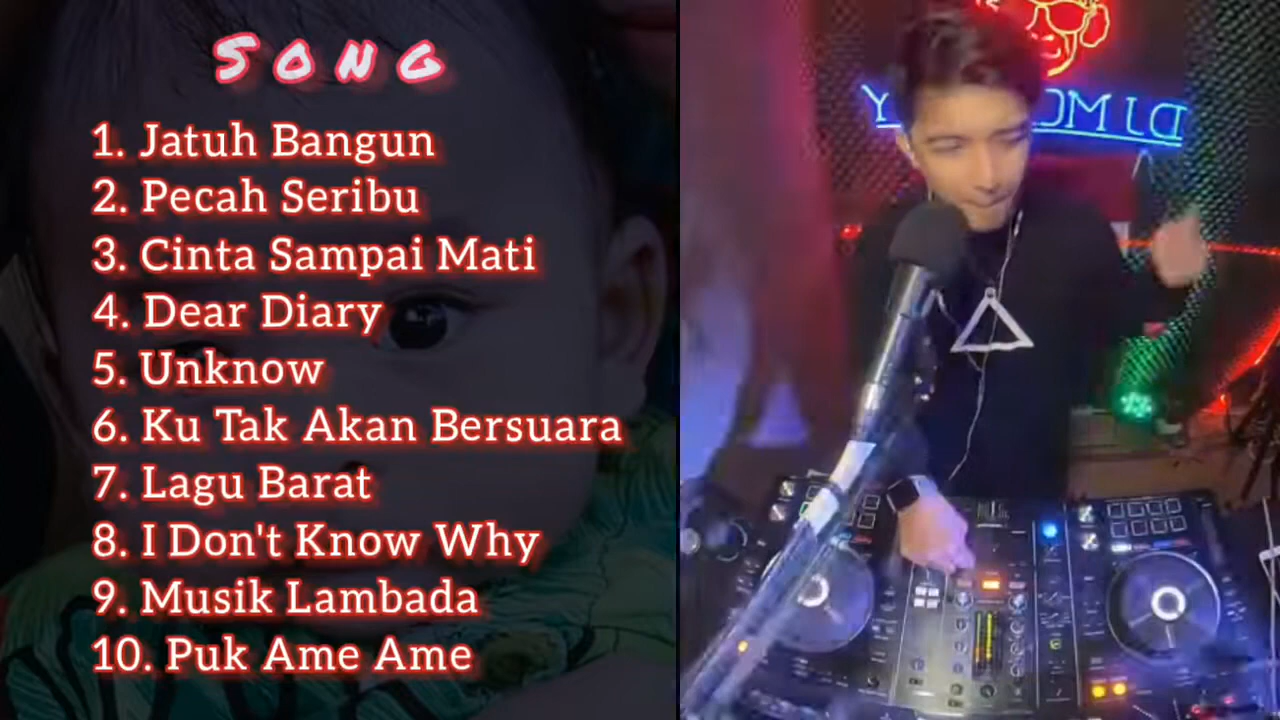 SONG
1. Jatuh Bangun
2. Pecah Seribu
3. Cinta Sampai Mati
4. Dear Diary
5. Unknow
6. Ku Tak Akan Bersuara
7. Lagu Barat
8. I Don't Know Why
9. Musik Lambada
10. Puk Ame Ame